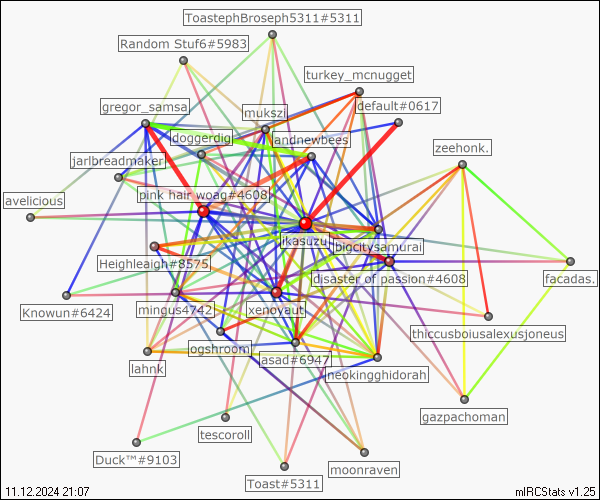 ToastephBroseph5311#5311
Random Stuf6#5983
turkey_mcnugget
gregor_samsa
default#0617
mukszi
doggerdig
andnewbees
zeehonk.
jarlbreadmaker
pink hair woag#4608
avelicious
ikasuzu
bigcitysamurai
Heighleaigh#8575
disaster of passion#4608
facadas.
Knowun#6424
mingus4742
xenovaut
thiccusboiusalexusjoneus
ogshroom
asad#6947
lahnk
neokingghidorah
gazpachoman
tescoroll
Duck™#9103
moonraven
Toast#5311
11.12.2024 21:07
mIRCStats v1.25